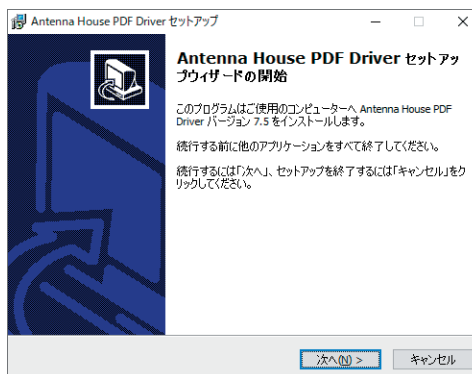 Antenna House PDF Driver セットアップ
Antenna House PDF Driver セットアッ
プウィザードの開始
このプログラムはご使用のコンピューターへ Antenna House PDF
Driver バージョン 7.5 をインストールします。
続行する前に他のアプリケーションをすべて終了してください。
続行するには「次へ」、セットアップを終了するには「キャンセル」をク
リックしてください。
次へ(N) >
キャンセル